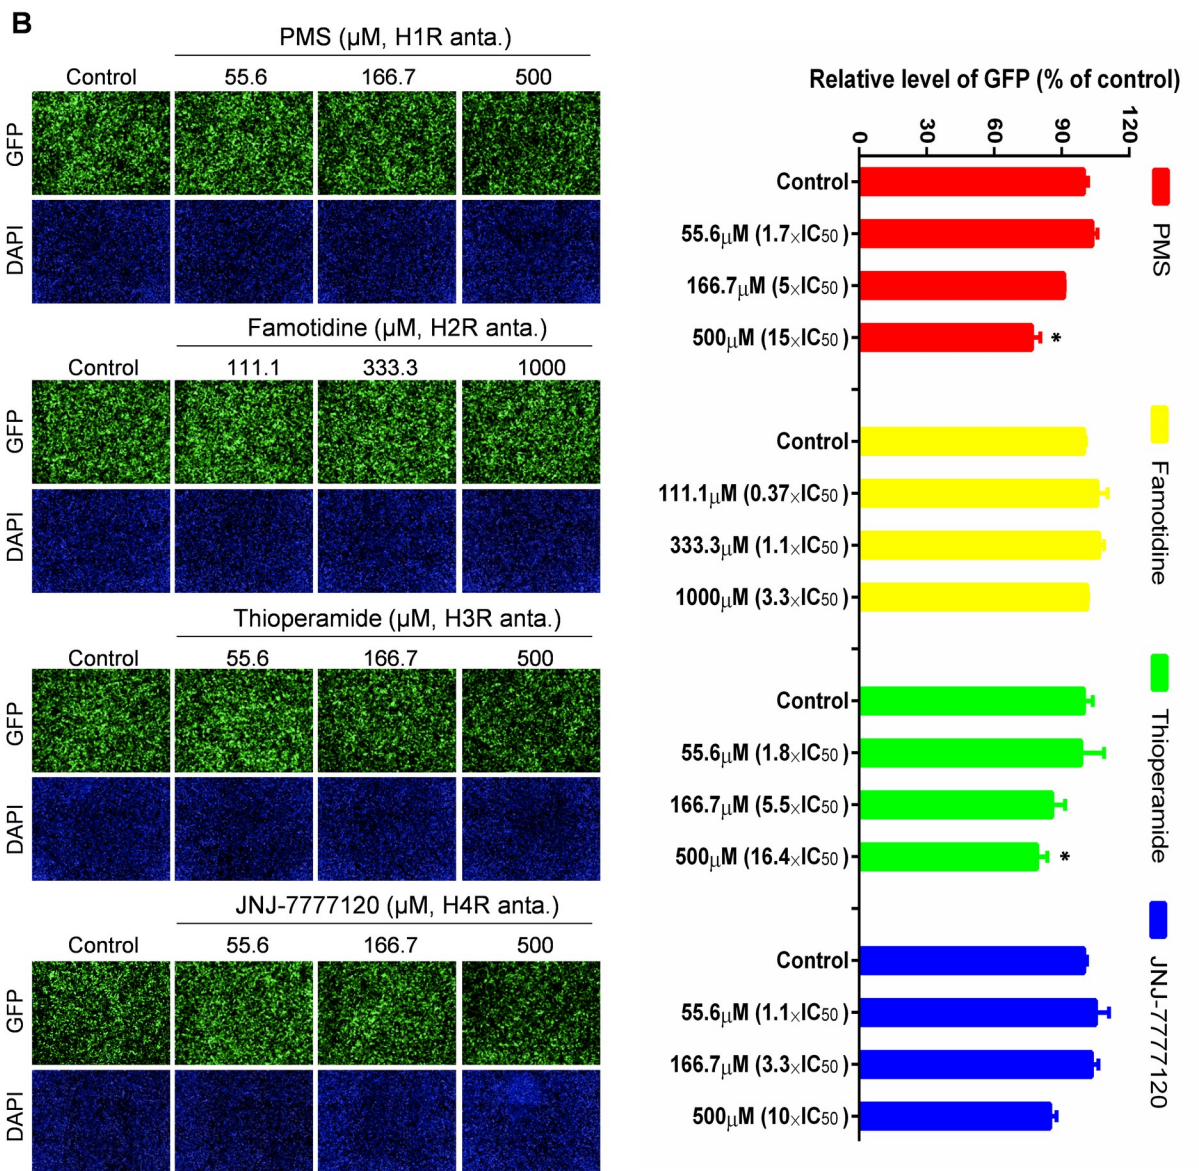 B
PMS (μM, H1R anta.)
Control 55.6 166.7 500
GFP
DAPI
Famotidine (μM, H2R anta.)
Control 111.1 333.3 1000
GFP
DAPI
Thioperamide (μM, H3R anta.)
Control 55.6 166.7 500
GFP
DAPI
JNJ-7777120 (μM, H4R anta.)
Control 55.6 166.7 500
GFP
DAPI
Relative level of GFP (% of control)
0 30 60 90 120
Control
55.6μM (1.7×IC50 )
166.7μM (5×IC50 )
500μM (15×IC50 ) *
Control
111.1μM (0.37×IC50 )
333.3μM (1.1×IC50 )
1000μM (3.3×IC50 )
Control
55.6μM (1.8×IC50 )
166.7μM (5.5×IC50 )
500μM (16.4×IC50 ) *
Control
55.6μM (1.1×IC50 )
166.7μM (3.3×IC50 )
500μM (10×IC50 )
PMS
Famotidine
Thioperamide
JNJ-7777120